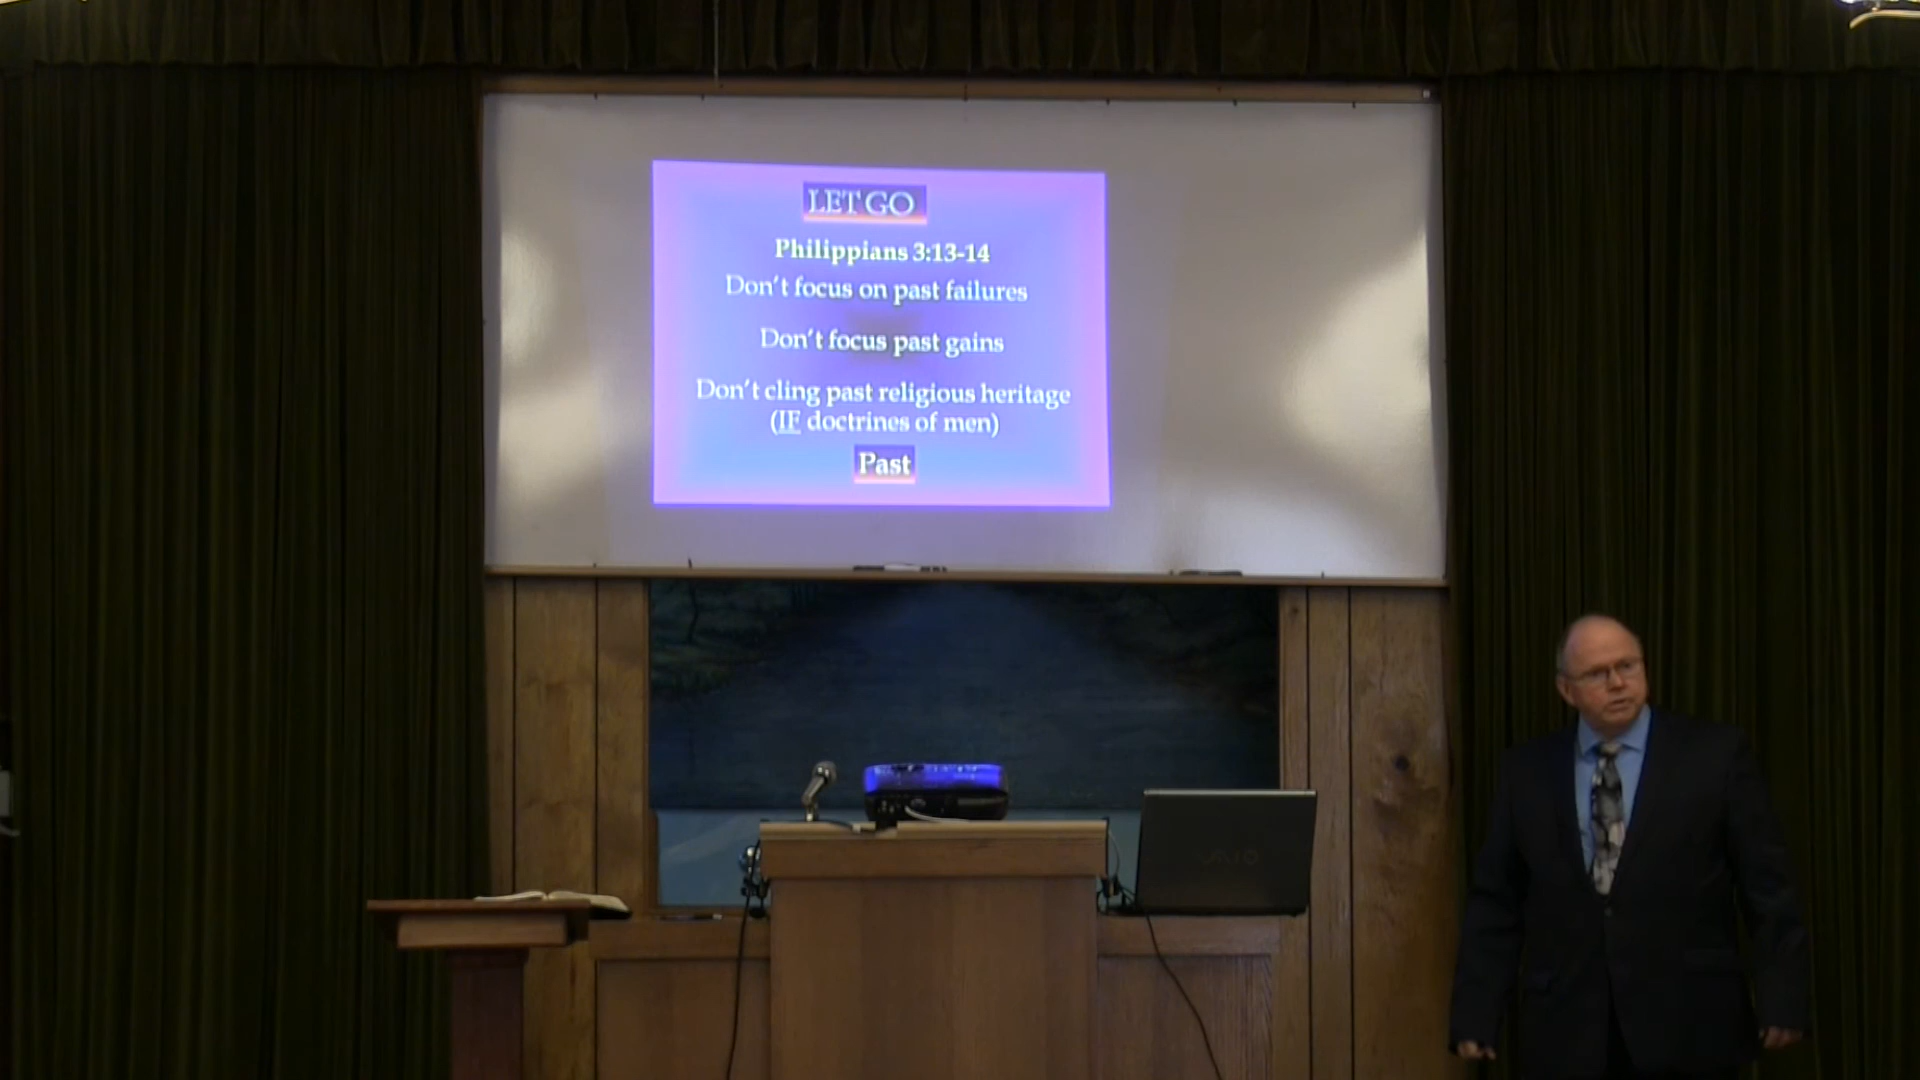 LET GO
Philippians 3:13-14
Don't focus on past failures
Don't focus past gains
Don't cling past religious heritage
(IF doctrines of men)
Past
VAIO